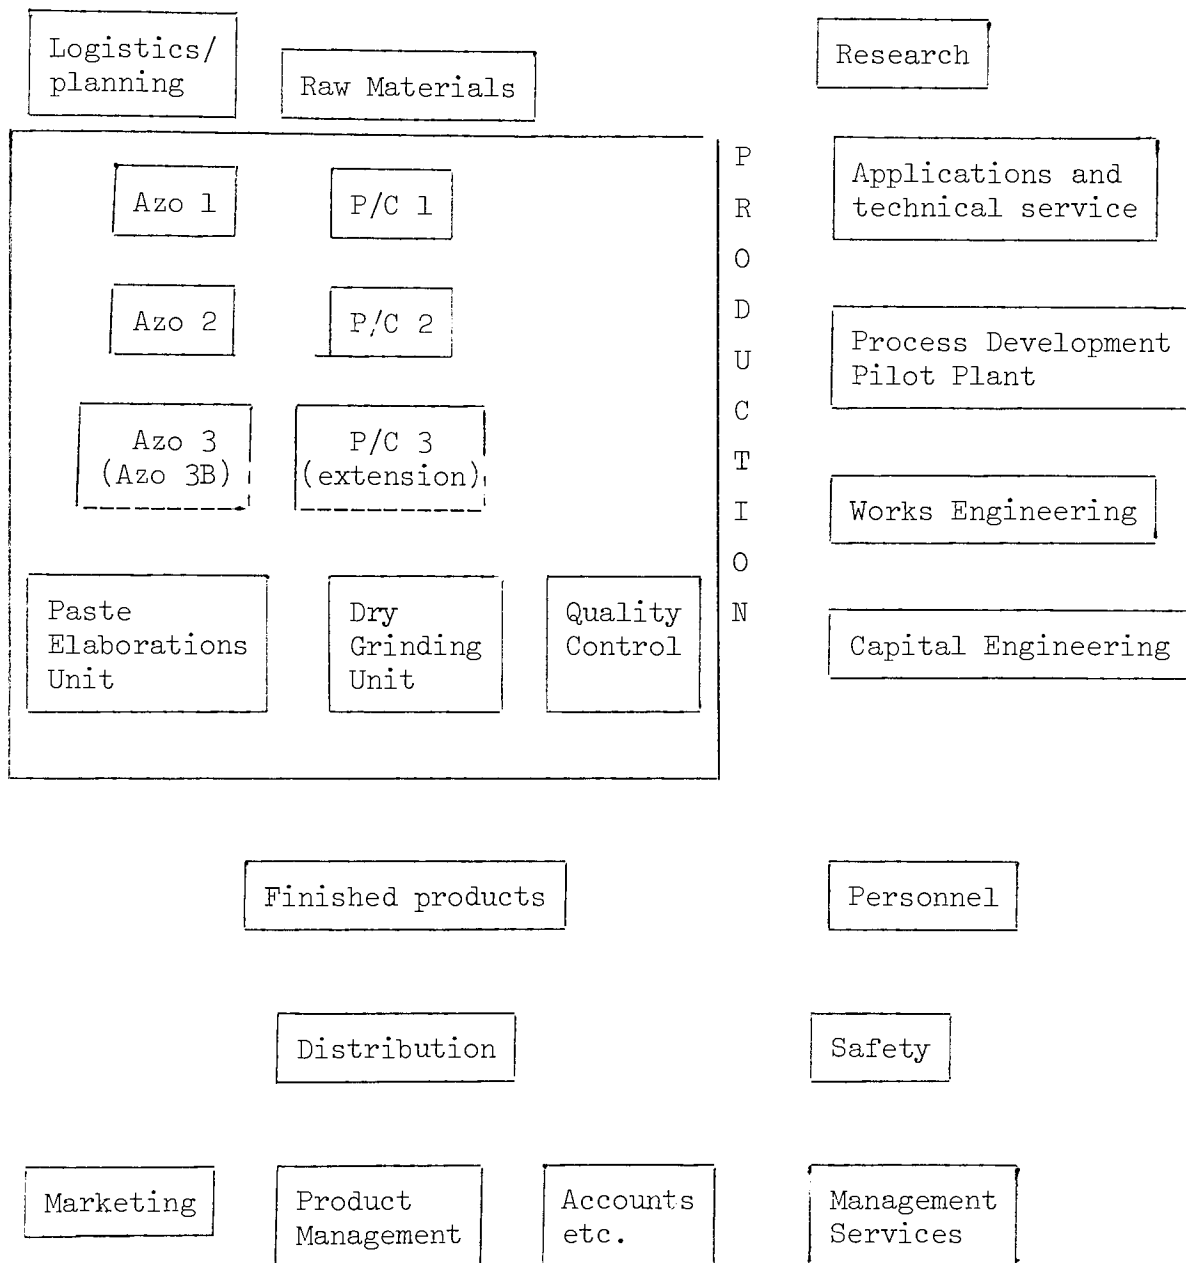 Logistics/
planning
Raw Materials
Research
Azo 1
P/C 1
Azo 2
P/C 2
Azo 3
(Azo 3B)
P/C 3
(extension)
Paste
Elaborations
Unit
Dry
Grinding
Unit
Quality
Control
P
R
O
D
U
C
T
I
O
N
Applications and
technical service
Process Development
Pilot Plant
Works Engineering
Capital Engineering
Finished products
Personnel
Distribution
Safety
Marketing
Product
Management
Accounts
etc.
Management
Services